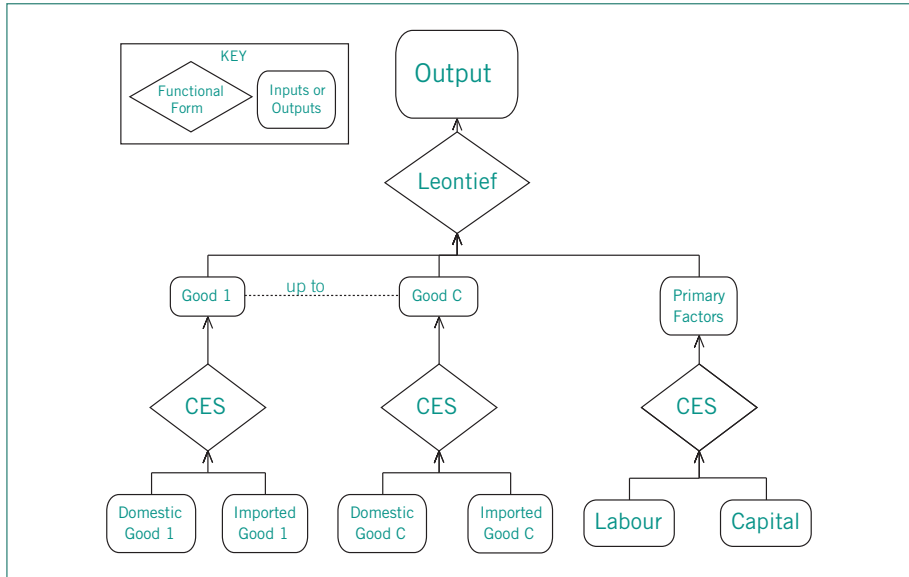 KEY
Functional
Form
Inputs or
Outputs
Output
Leontief
Good 1
up to
Good C
Primary
Factors
CES
CES
CES
Domestic
Good 1
Imported
Good 1
Domestic
Good C
Imported
Good C
Labour
Capital